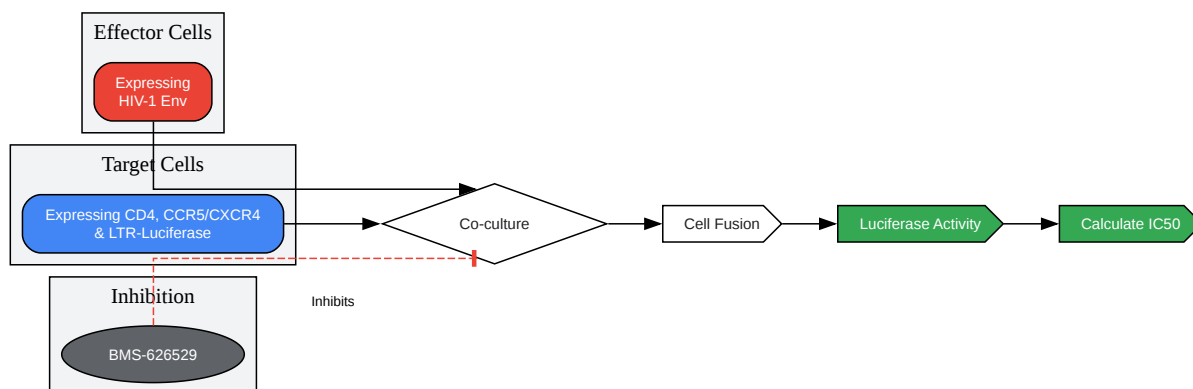 Effector Cells
Expressing
HIV-1 Env
Target Cells
Expressing CD4, CCR5/CXCR4
& LTR-Luciferase
Co-culture
Cell Fusion
Luciferase Activity
Calculate IC50
Inhibition
Inhibits
BMS-626529